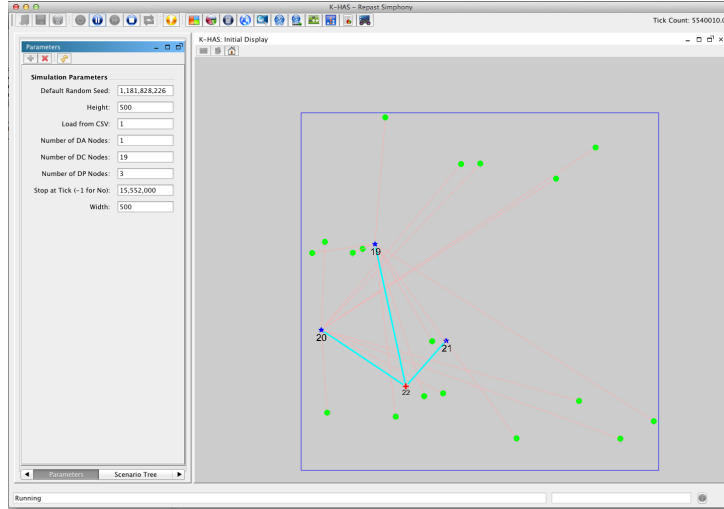 K-HAS - Repast Simphony
Tick Count: 5540010.0
Parameters
Simulation Parameters
Default Random Seed: 1,181,828,226
Height: 500
Load from CSV: 1
Number of DA Nodes: 1
Number of DC Nodes: 19
Number of DP Nodes: 3
Stop at Tick (-1 for No): 15,552,000
Width: 500
Parameters
Scenario Tree
K-HAS: Initial Display
19
20
21
22
Running